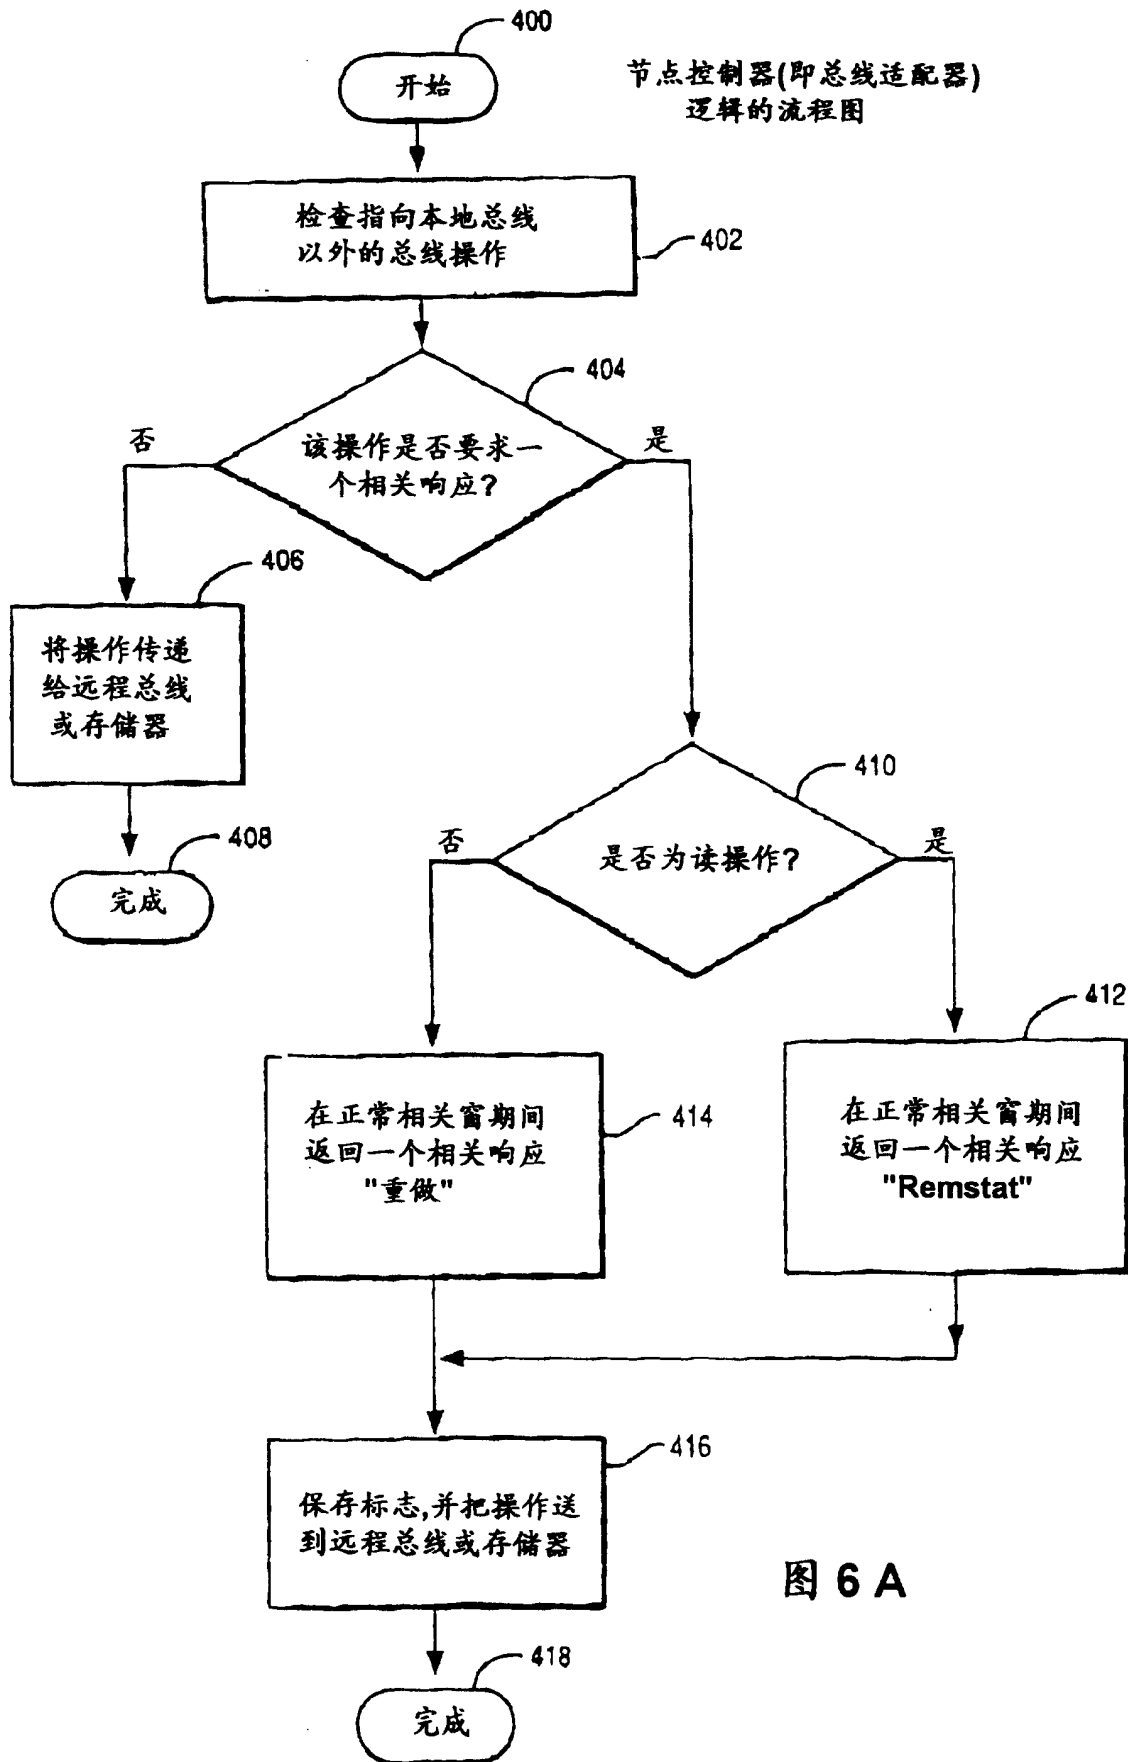 400
开始
节点控制器(即总线适配器)
逻辑的流程图
检查指向本地总线
以外的总线操作
402
404
否
是
该操作是否要求一
个相关响应?
406
将操作传递
给远程总线
或存储器
408
完成
410
否
是
是否为读操作?
412
在正常相关窗期间
返回一个相关响应
"重做"
414
在正常相关窗期间
返回一个相关响应
"Remstat"
416
保存标志,并把操作送
到远程总线或存储器
图 6 A
418
完成